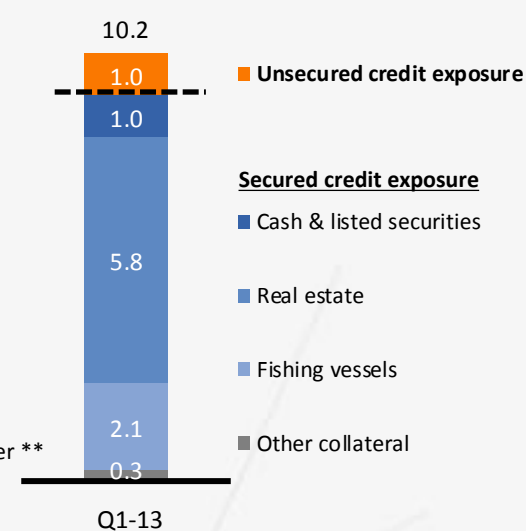 10.2
1.0
Unsecured credit exposure
1.0
Secured credit exposure
Cash & listed securities
5.8
Real estate
Fishing vessels
2.1
er **
Other collateral
0.3
Q1-13